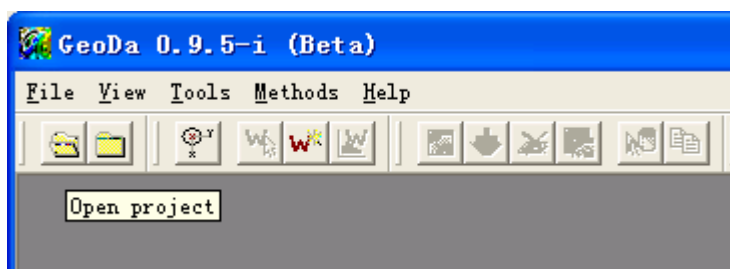 GeoDa 0.9.5-i (Beta)
File View Tools Methods Help
Open project